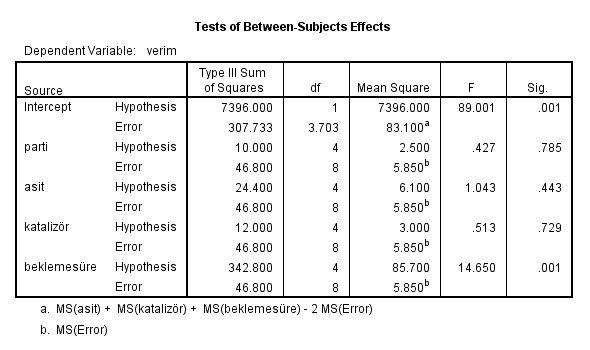 Tests of Between-Subjects Effects
Dependent Variable: verim
Source Type III Sum of Squares df Mean Square F Sig.
Intercept Hypothesis 7396.000 1 7396.000 89.001 .001
Error 307.733 3.703 83.100a
parti Hypothesis 10.000 4 2.500 .427 .785
Error 46.800 8 5.850b
asit Hypothesis 24.400 4 6.100 1.043 .443
Error 46.800 8 5.850b
katalizör Hypothesis 12.000 4 3.000 .513 .729
Error 46.800 8 5.850b
beklemesüre Hypothesis 342.800 4 85.700 14.650 .001
Error 46.800 8 5.850b
a. MS(asit) + MS(katalizör) + MS(beklemesüre) - 2 MS(Error)
b. MS(Error)